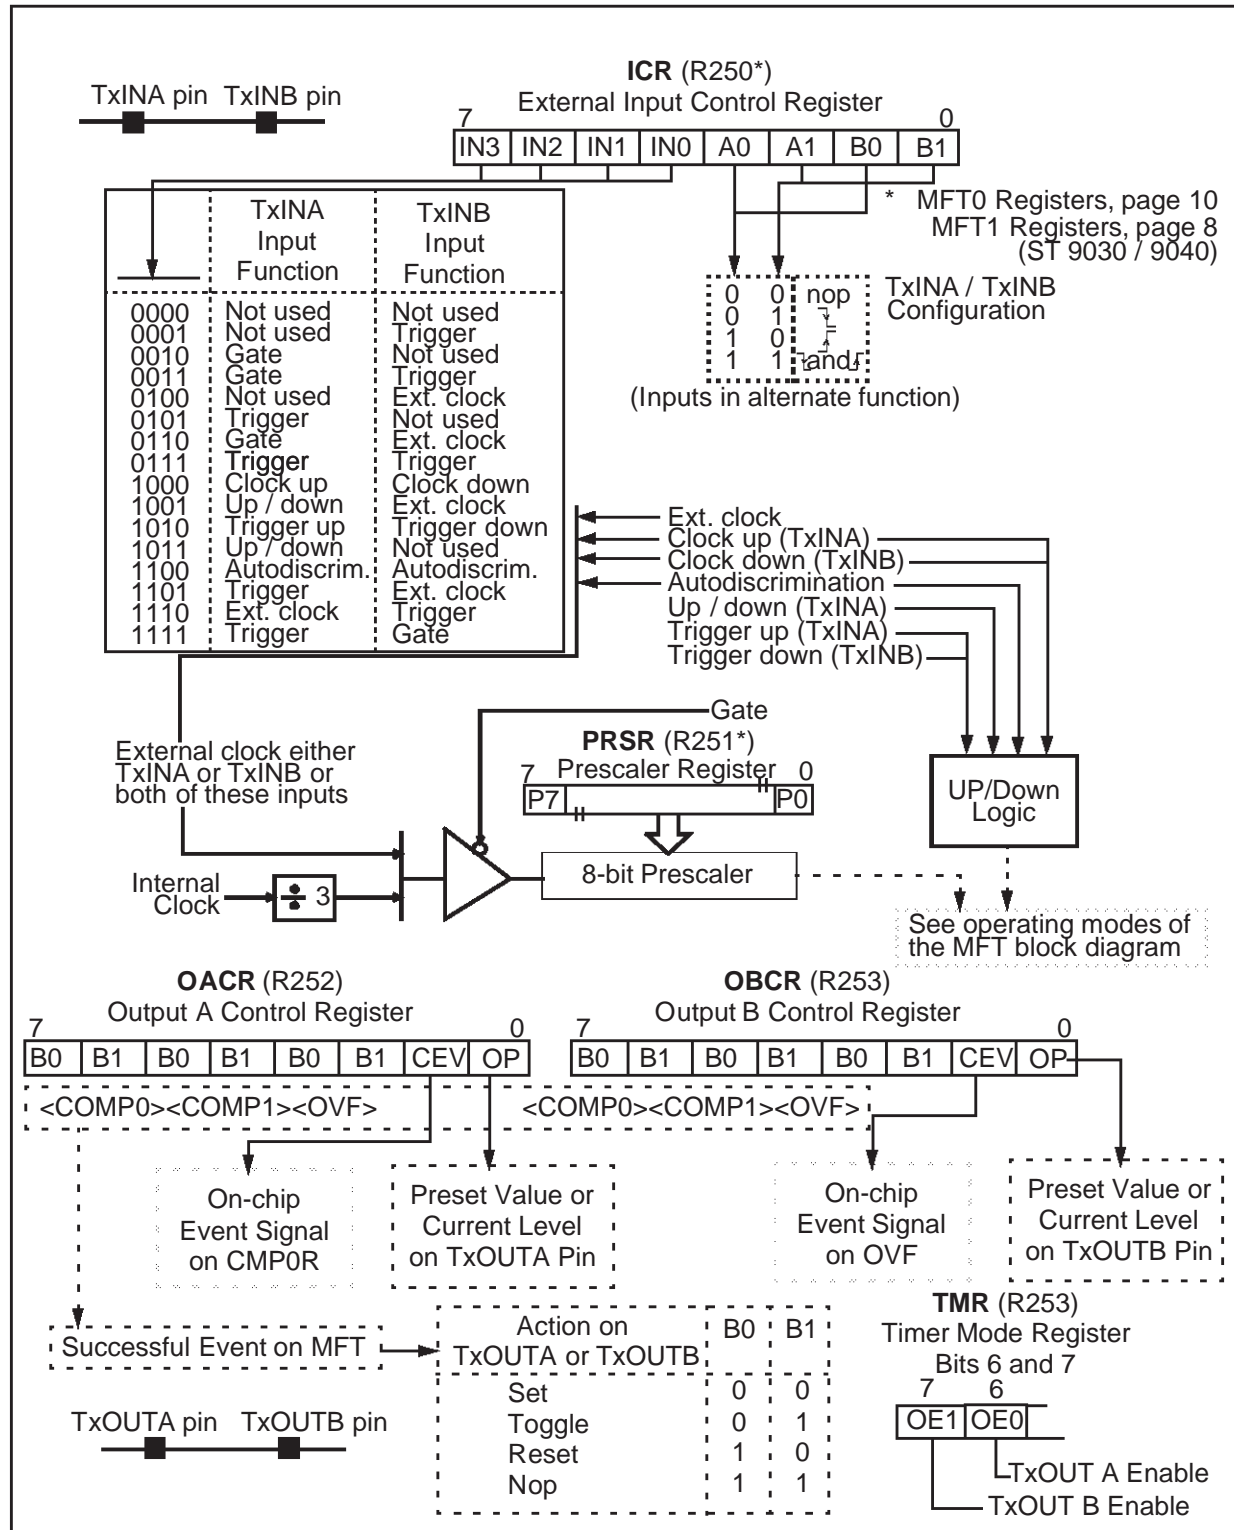 ICR (R250*)
TxINA pin TxINB pin
External Input Control Register
7 0
IN3 IN2 IN1 IN0 A0 A1 B0 B1
* MFT0 Registers, page 10
MFT1 Registers, page 8
(ST 9030 / 9040)
TxINA Input Function
TxINB Input Function
0000 Not used Not used
0001 Not used Trigger
0010 Gate Not used
0011 Gate Trigger
0100 Not used Ext. clock
0101 Trigger Not used
0110 Gate Ext. clock
0111 Trigger Trigger
1000 Clock up Clock down
1001 Up / down Ext. clock
1010 Trigger up Trigger down
1011 Up / down Not used
1100 Autodiscrim. Autodiscrim.
1101 Trigger Ext. clock
1110 Ext. clock Trigger
1111 Trigger Gate
0 0 nop
0 1
1 0
1 1 and
TxINA / TxINB
Configuration
(Inputs in alternate function)
Ext. clock
Clock up (TxINA)
Clock down (TxINB)
Autodiscrimination
Up / down (TxINA)
Trigger up (TxINA)
Trigger down (TxINB)
Gate
External clock either
TxINA or TxINB or
both of these inputs
PRSR (R251*)
7 Prescaler Register 0
P7 P0
UP/Down
Logic
8-bit Prescaler
Internal
Clock
÷ 3
See operating modes of
the MFT block diagram
OACR (R252)
Output A Control Register
7 0
B0 B1 B0 B1 B0 B1 CEV OP
<COMP0><COMP1><OVF>
OBCR (R253)
Output B Control Register
7 0
B0 B1 B0 B1 B0 B1 CEV OP
<COMP0><COMP1><OVF>
On-chip
Event Signal
on CMP0R
Preset Value or
Current Level
on TxOUTA Pin
On-chip
Event Signal
on OVF
Preset Value or
Current Level
on TxOUTB Pin
Successful Event on MFT
Action on
TxOUTA or TxOUTB
B0 B1
Set 0 0
Toggle 0 1
Reset 1 0
Nop 1 1
TxOUTA pin TxOUTB pin
TMR (R253)
Timer Mode Register
Bits 6 and 7
7 6
OE1 OE0
TxOUT A Enable
TxOUT B Enable